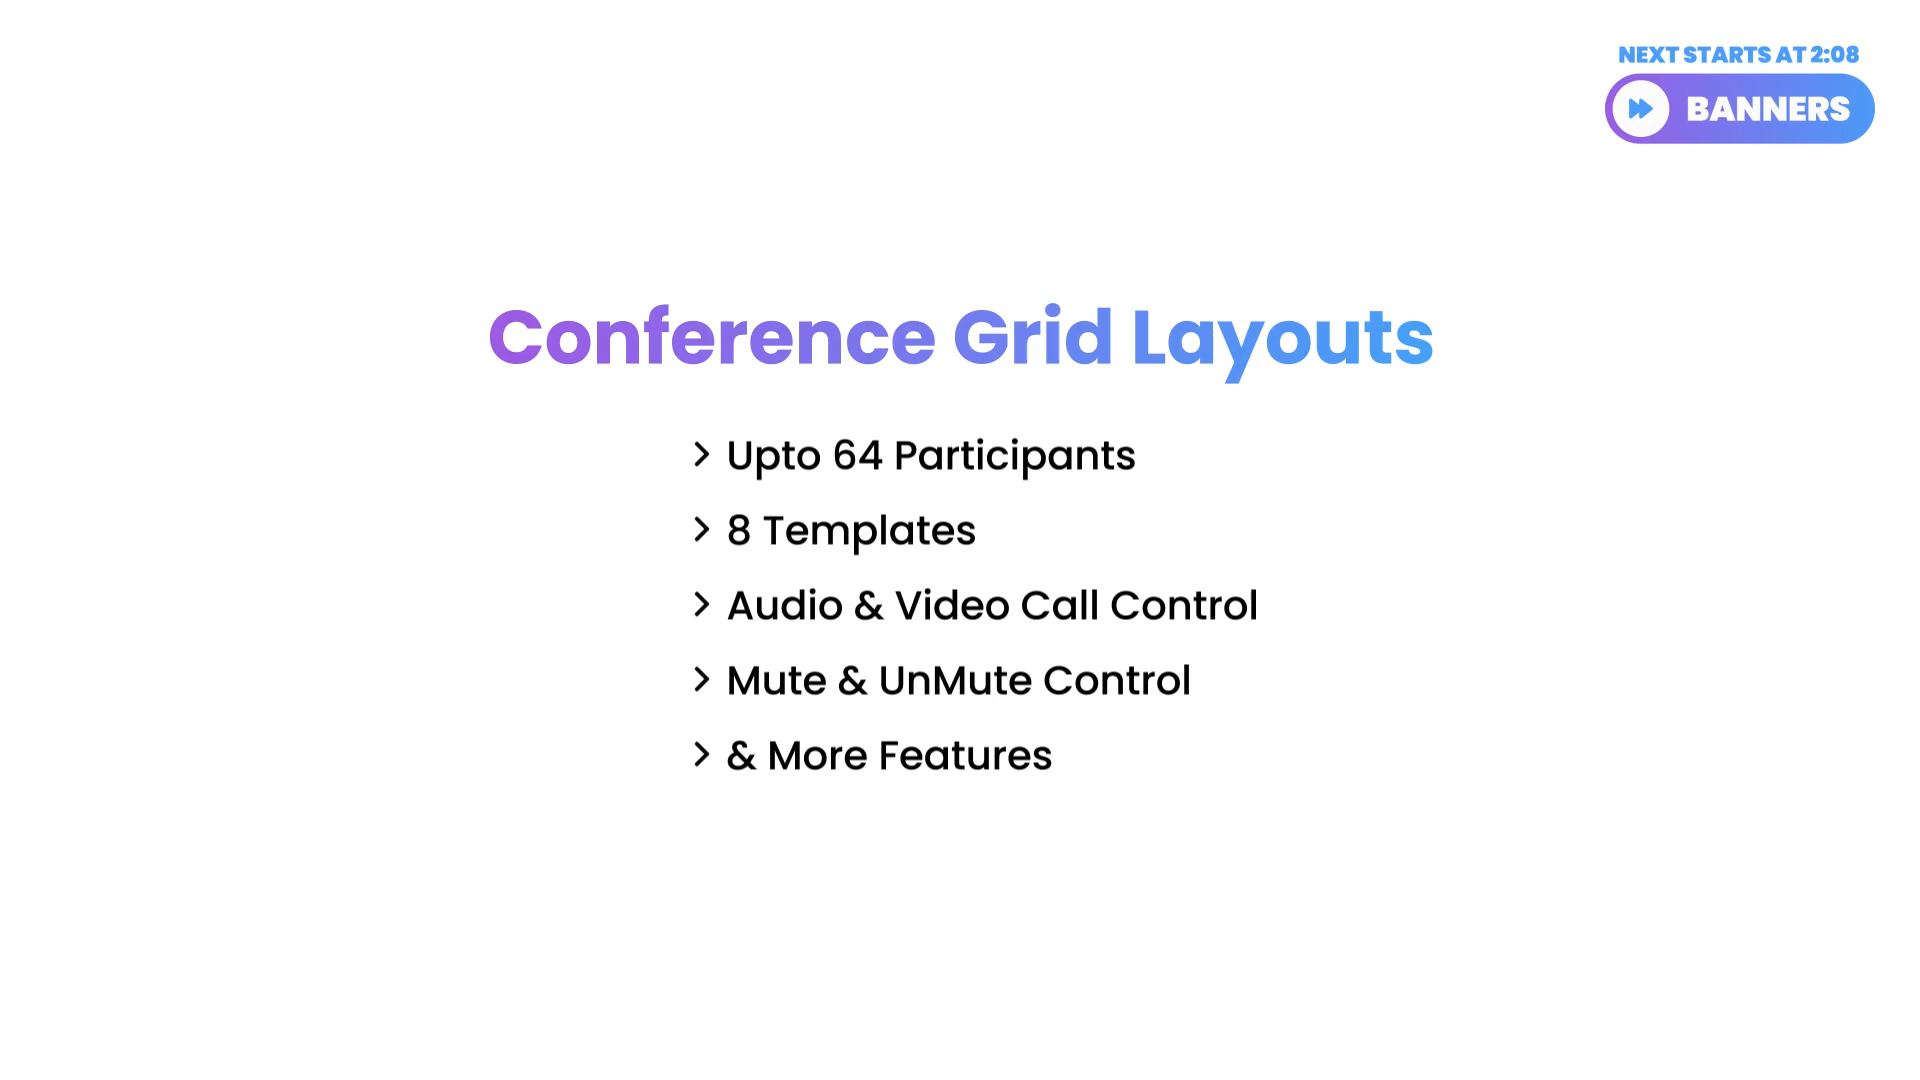 NEXT STARTS AT 2:08
BANNERS
Conference Grid Layouts
Upto 64 Participants
8 Templates
Audio & Video Call Control
Mute & UnMute Control
& More Features